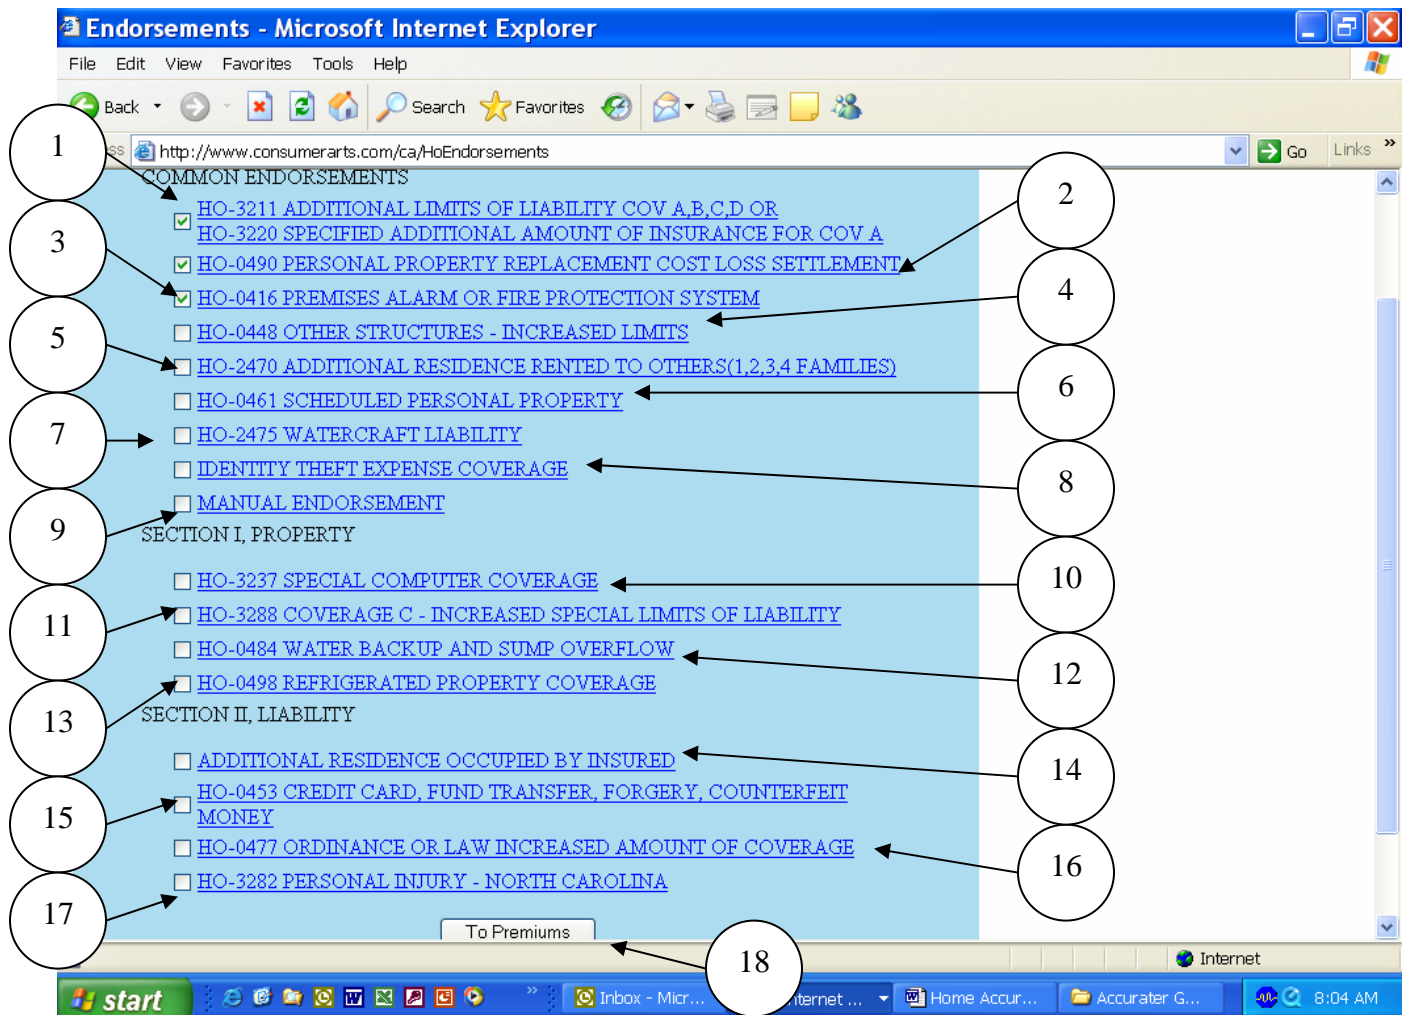 Endorsements - Microsoft Internet Explorer
File Edit View Favorites Tools Help
Back Search Favorites
1
ss http://www.consumerarts.com/ca/HoEndorsements Go Links »
COMMON ENDORSEMENTS
2
HO-3211 ADDITIONAL LIMITS OF LIABILITY COV A,B,C,D OR
HO-3220 SPECIFIED ADDITIONAL AMOUNT OF INSURANCE FOR COV A
3
HO-0490 PERSONAL PROPERTY REPLACEMENT COST LOSS SETTLEMENT
HO-0416 PREMISES ALARM OR FIRE PROTECTION SYSTEM
4
HO-0448 OTHER STRUCTURES - INCREASED LIMITS
5
HO-2470 ADDITIONAL RESIDENCE RENTED TO OTHERS(1,2,3,4 FAMILIES)
6
HO-0461 SCHEDULED PERSONAL PROPERTY
7
HO-2475 WATERCRAFT LIABILITY
IDENTITY THEFT EXPENSE COVERAGE
8
MANUAL ENDORSEMENT
9
SECTION I, PROPERTY
HO-3237 SPECIAL COMPUTER COVERAGE
10
HO-3288 COVERAGE C - INCREASED SPECIAL LIMITS OF LIABILITY
11
HO-0484 WATER BACKUP AND SUMP OVERFLOW
12
HO-0498 REFRIGERATED PROPERTY COVERAGE
13
SECTION II, LIABILITY
ADDITIONAL RESIDENCE OCCUPIED BY INSURED
14
HO-0453 CREDIT CARD, FUND TRANSFER, FORGERY, COUNTERFEIT
MONEY
15
HO-0477 ORDINANCE OR LAW INCREASED AMOUNT OF COVERAGE
16
HO-3282 PERSONAL INJURY - NORTH CAROLINA
17
To Premiums
18
Internet
start » Inbox - Micr... nternet ... Home Accur... Accurater G... 8:04 AM